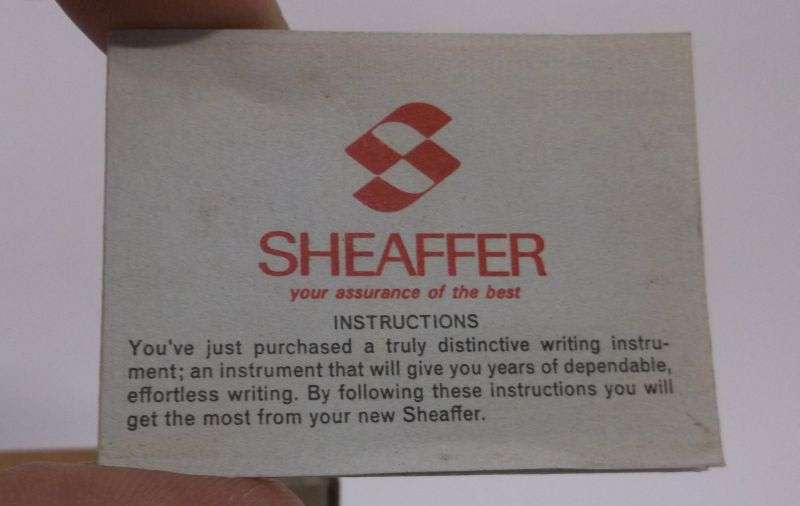 SHEAFFER
your assurance of the best
INSTRUCTIONS
You've just purchased a truly distinctive writing instru-
ment; an instrument that will give you years of dependable,
effortless writing. By following these instructions you will
get the most from your new Sheaffer.